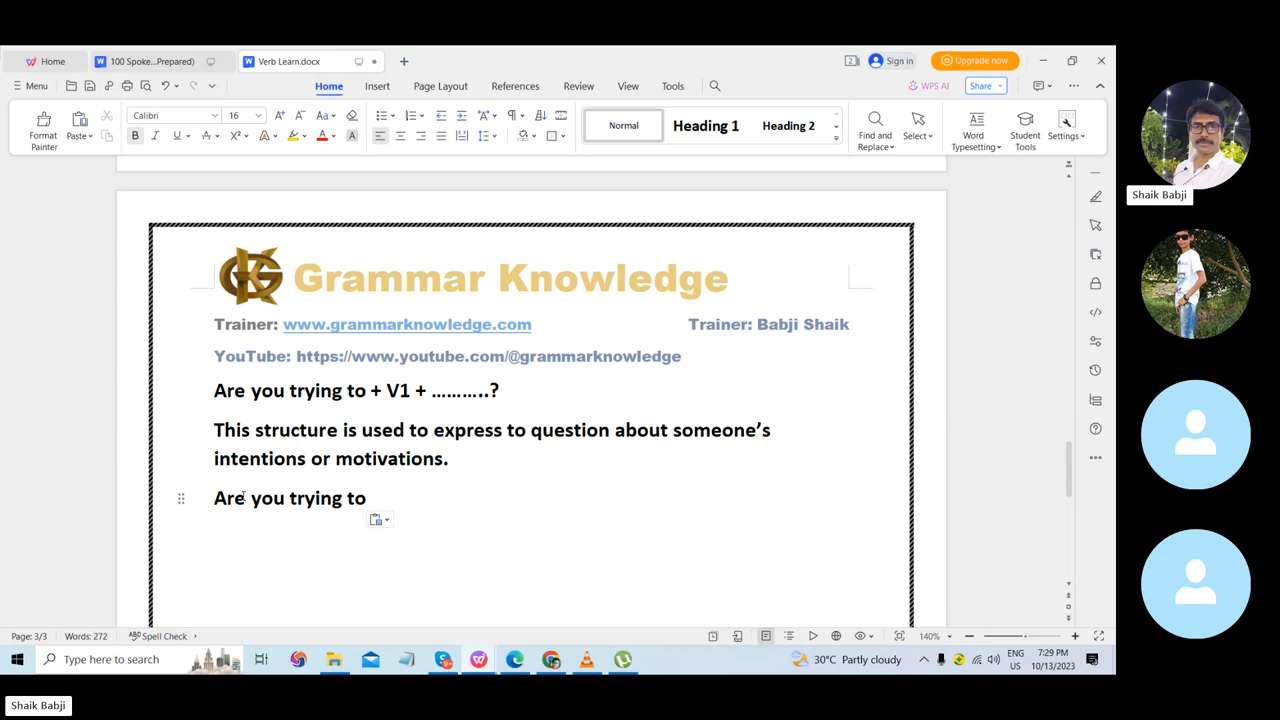 Home
100 Spoke...Prepared)
Verb Learn.docx
Sign in
Upgrade now
Menu
Home
Insert
Page Layout
References
Review
View
Tools
WPS AI
Share
Format Painter
Paste
Calibri
16
Normal
Heading 1
Heading 2
Find and Replace
Select
Word Typesetting
Student Tools
Settings
Shaik Babji
GK Grammar Knowledge
Trainer: www.grammarknowledge.com Trainer: Babji Shaik
YouTube: https://www.youtube.com/@grammarknowledge
Are you trying to + V1 + ………..?
This structure is used to express to question about someone’s
intentions or motivations.
Are you trying to
Page: 3/3
Words: 272
Spell Check
140%
Type here to search
30°C Partly cloudy
ENG
US
7:29 PM
10/13/2023
Shaik Babji